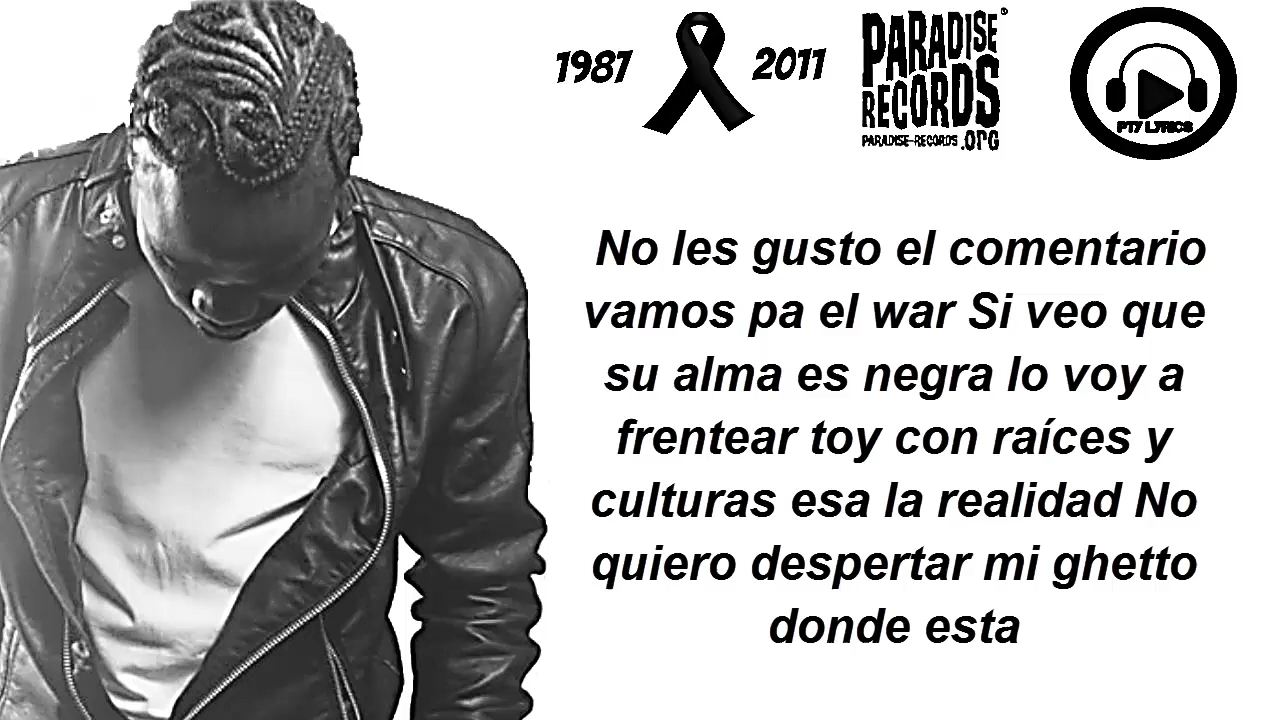 1987 2011
PARADISE
RECORDS
PARADISE-RECORDS.org
PTY LYRICS
No les gusto el comentario
vamos pa el war Si veo que
su alma es negra lo voy a
frentear toy con raíces y
culturas esa la realidad No
quiero despertar mi ghetto
donde esta